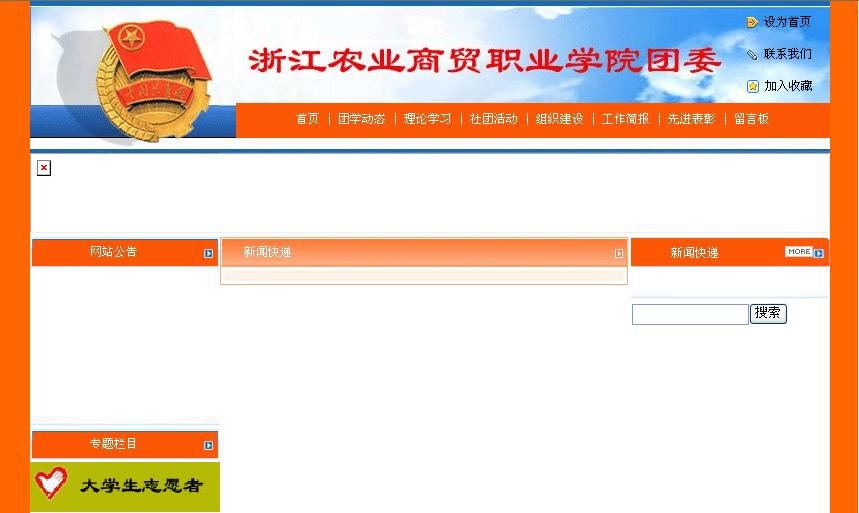 设为首页
浙江农业商贸职业学院团委
联系我们
加入收藏
首页 | 团学动态 | 理论学习 | 社团活动 | 组织建设 | 工作简报 | 先进表彰 | 留言板
网站公告
新闻快递
新闻快递 MORE
搜索
专题栏目
大学生志愿者